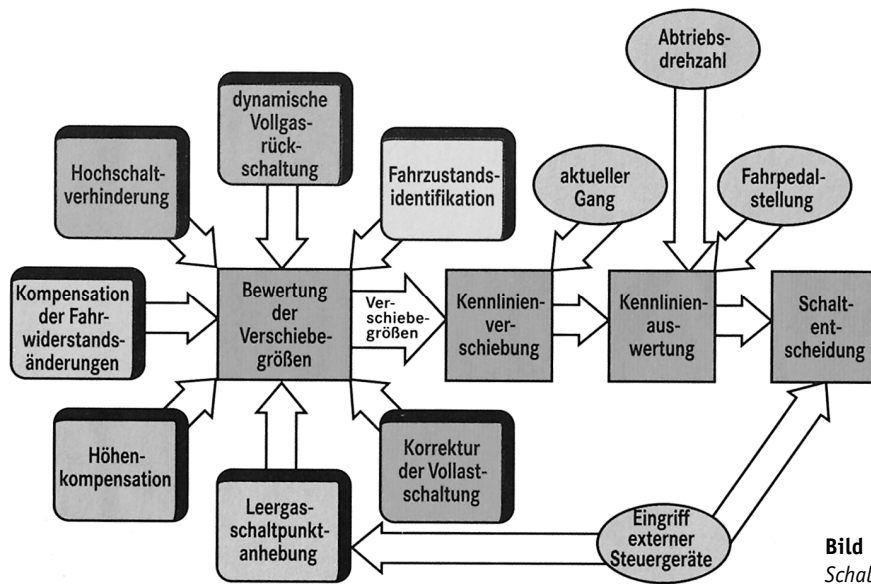 Abtriebs-
drehzahl
dynamische
Vollgas-
rück-
schaltung
Hochschalt-
verhinderung
Fahrzustands-
identifikation
aktueller
Gang
Fahrpedal-
stellung
Kompensation
der Fahr-
widerstands-
änderungen
Bewertung
der
Verschiebe-
größen
Ver-
schiebe-
größen
Kennlinien-
ver-
schiebung
Kennlinien-
aus-
wertung
Schalt-
ent-
scheidung
Höhen-
kompensation
Leergas-
schaltpunkt-
anhebung
Korrektur
der Vollast-
schaltung
Eingriff
externer
Steuergeräte
Bild
Schal